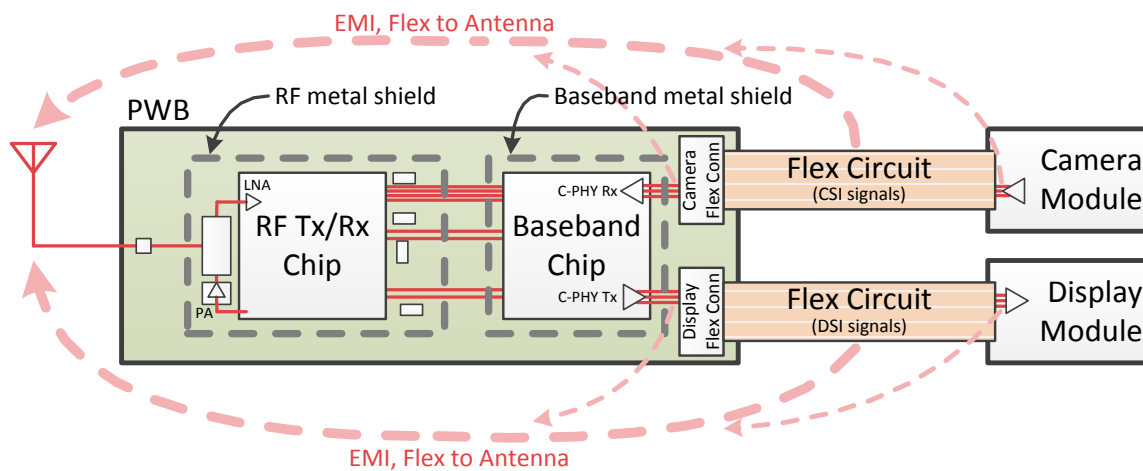 EMI, Flex to Antenna
RF metal shield
Baseband metal shield
PWB
LNA
RF Tx/Rx
Chip
PA
C-PHY Rx
Baseband
Chip
C-PHY Tx
Camera
Flex Conn
Flex Circuit
(CSI signals)
Camera
Module
Display
Flex Conn
Flex Circuit
(DSI signals)
Display
Module
EMI, Flex to Antenna